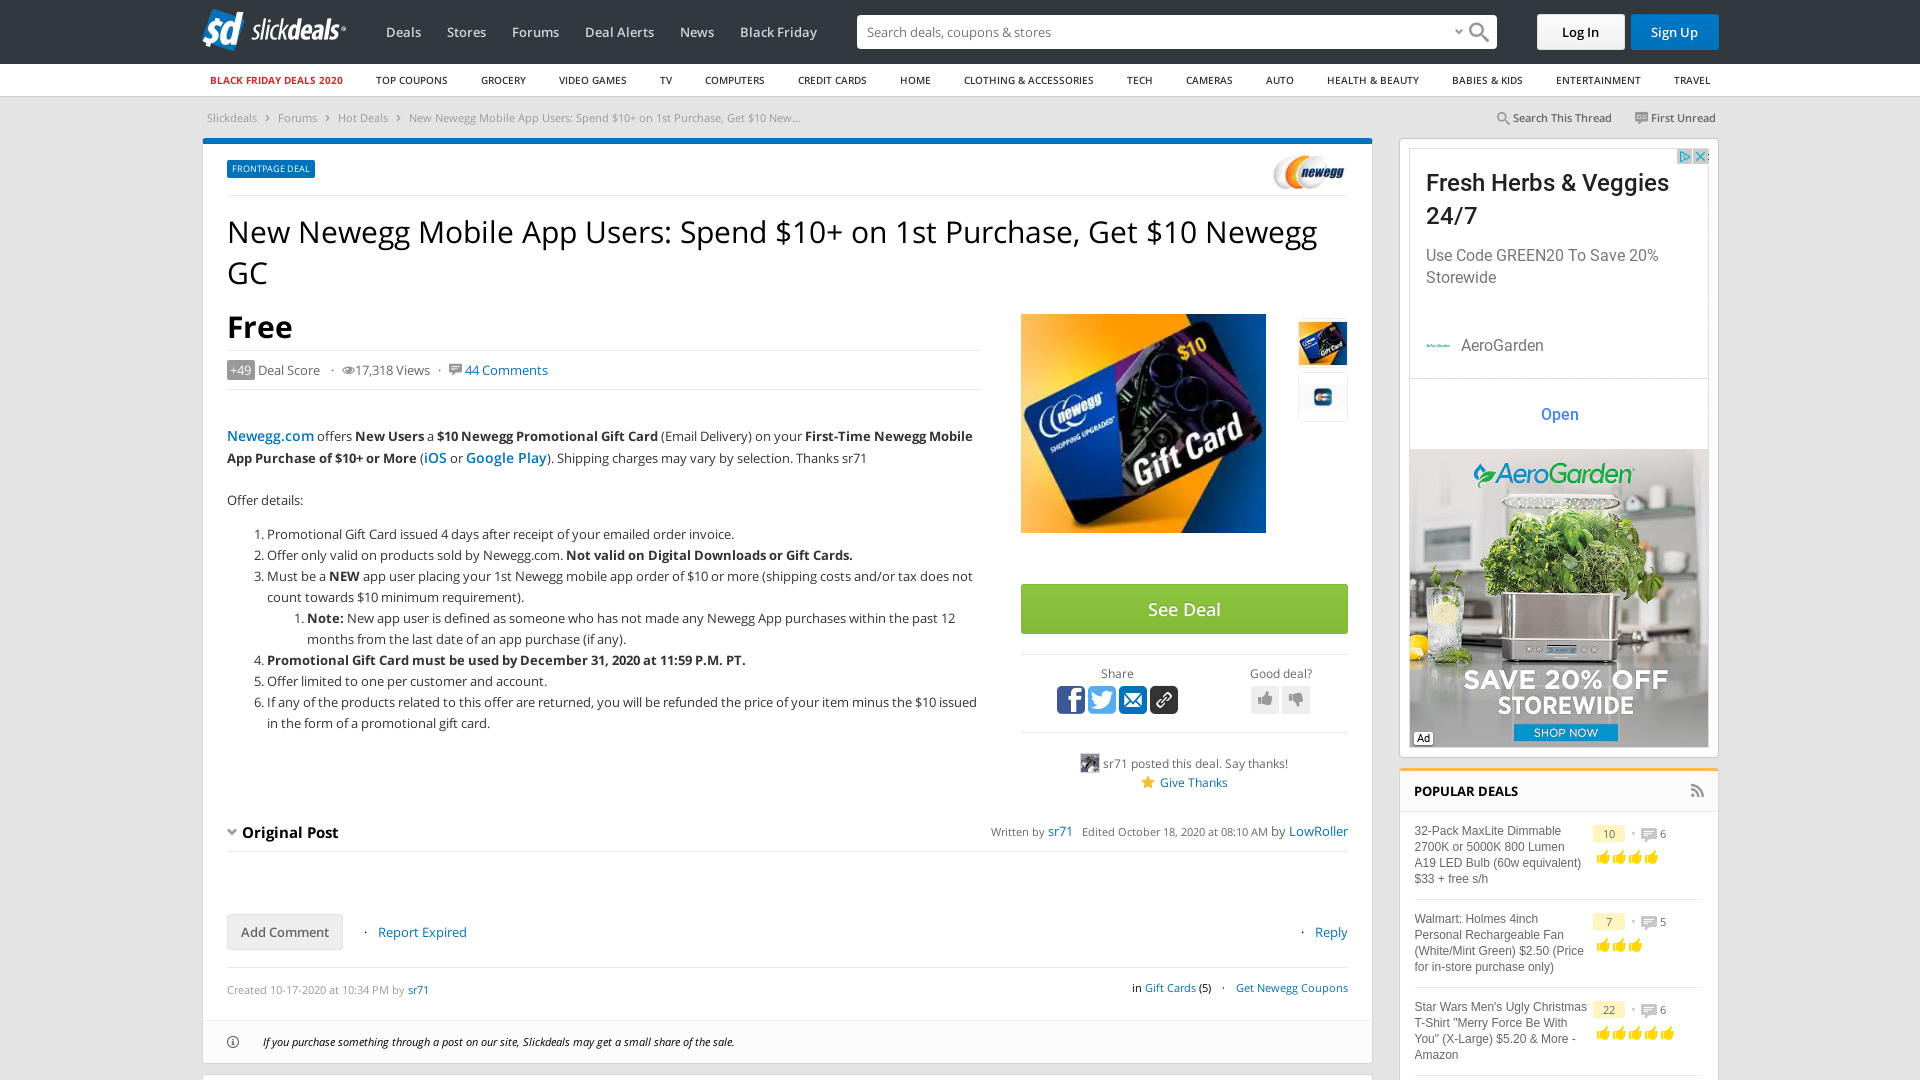 sd slickdeals
Deals
Stores
Forums
Deal Alerts
News
Black Friday
Search deals, coupons & shopping
Log In
Sign Up
BLACK FRIDAY DEALS 2020
TOP COUPONS
GROCERY
VIDEO GAMES
TV
COMPUTERS
CREDIT CARDS
HOME
CLOTHING & ACCESSORIES
TECH
CAMERAS
AUTO
HEALTH & BEAUTY
BABIES & KIDS
ENTERTAINMENT
TRAVEL
Slickdeals › Forums › Hot Deals › New Newegg Mobile App Users: Spend $10+ on 1st Purchase, Get $10 New...
Search This Thread
First Unread
FRONTPAGE DEAL
newegg
New Newegg Mobile App Users: Spend $10+ on 1st Purchase, Get $10 Newegg
GC
Free
+49 Deal Score · 17,318 Views · 44 Comments
Newegg.com offers New Users a $10 Newegg Promotional Gift Card (Email Delivery) on your First-Time Newegg Mobile
App Purchase of $10+ or More (iOS or Google Play). Shipping charges may vary by selection. Thanks sr71
Offer details:
1. Promotional Gift Card issued 4 days after receipt of your emailed order invoice.
2. Offer only valid on products sold by Newegg.com. Not valid on Digital Downloads or Gift Cards.
3. Must be a NEW app user placing your 1st Newegg mobile app order of $10 or more (shipping costs and/or tax does not
count towards $10 minimum requirement).
1. Note: New app user is defined as someone who has not made any Newegg App purchases within the past 12
months from the last date of an app purchase (if any).
4. Promotional Gift Card must be used by December 31, 2020 at 11:59 P.M. PT.
5. Offer limited to one per customer and account.
6. If any of the products related to this offer are returned, you will be refunded the price of your item minus the $10 issued
in the form of a promotional gift card.
$10
newegg
SHOPPING UPGRADED
Gift Card
See Deal
Share
Good deal?
sr71 posted this deal. Say thanks!
Give Thanks
Original Post
Written by sr71 Edited October 18, 2020 at 08:10 AM by LowRoller
Add Comment
· Report Expired
· Reply
Created 10-17-2020 at 10:34 PM by sr71
in Gift Cards (5) · Get Newegg Coupons
If you purchase something through a post on our site, Slickdeals may get a small share of the sale.
Fresh Herbs & Veggies
24/7
Use Code GREEN20 To Save 20%
Storewide
AeroGarden
Open
AeroGarden
SAVE 20% OFF
STOREWIDE
SHOP NOW
Ad
POPULAR DEALS
32-Pack MaxLite Dimmable
2700K or 5000K 800 Lumen
A19 LED Bulb (60w equivalent)
$33 + free s/h
10 · 6
Walmart: Holmes 4inch
Personal Rechargeable Fan
(White/Mint Green) $2.50 (Price
for in-store purchase only)
7 · 5
Star Wars Men's Ugly Christmas
T-Shirt "Merry Force Be With
You" (X-Large) $5.20 & More -
Amazon
22 · 6